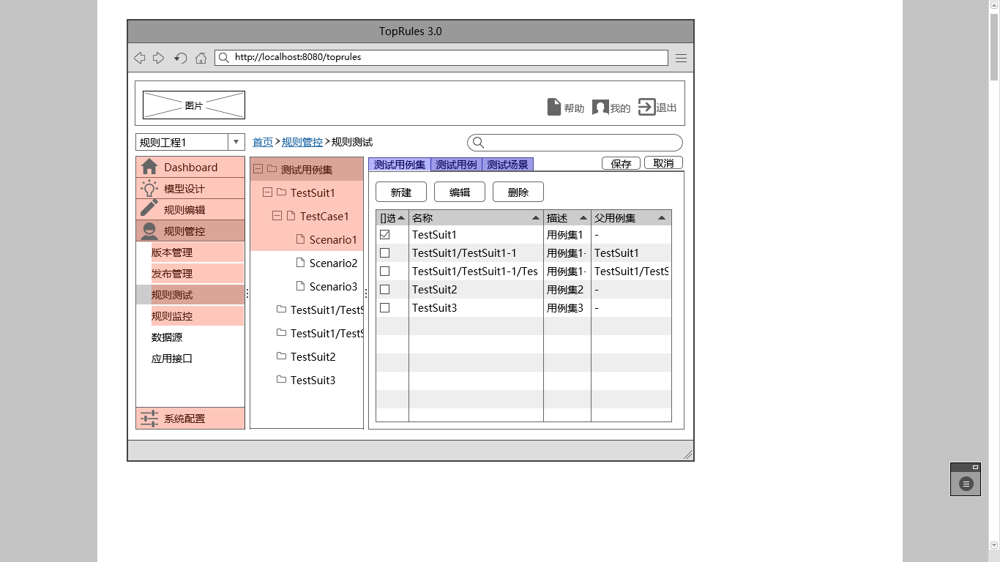 TopRules 3.0
http://localhost:8080/toprules
图片
帮助 我的 退出
规则工程1
首页 > 规则管控 > 规则测试
Dashboard
模型设计
规则编辑
规则管控
版本管理
发布管理
规则测试
规则监控
数据源
应用接口
系统配置
测试用例集
TestSuit1
TestCase1
Scenario1
Scenario2
Scenario3
TestSuit1/TestS
TestSuit1/TestS
TestSuit2
TestSuit3
测试用例集 测试用例 测试场景 保存 取消
新建 编辑 删除
[]选 名称 描述 父用例集
TestSuit1 用例集1 -
TestSuit1/TestSuit1-1 用例集1- TestSuit1
TestSuit1/TestSuit1-1/Tes 用例集1- TestSuit1/TestS
TestSuit2 用例集2 -
TestSuit3 用例集3 -